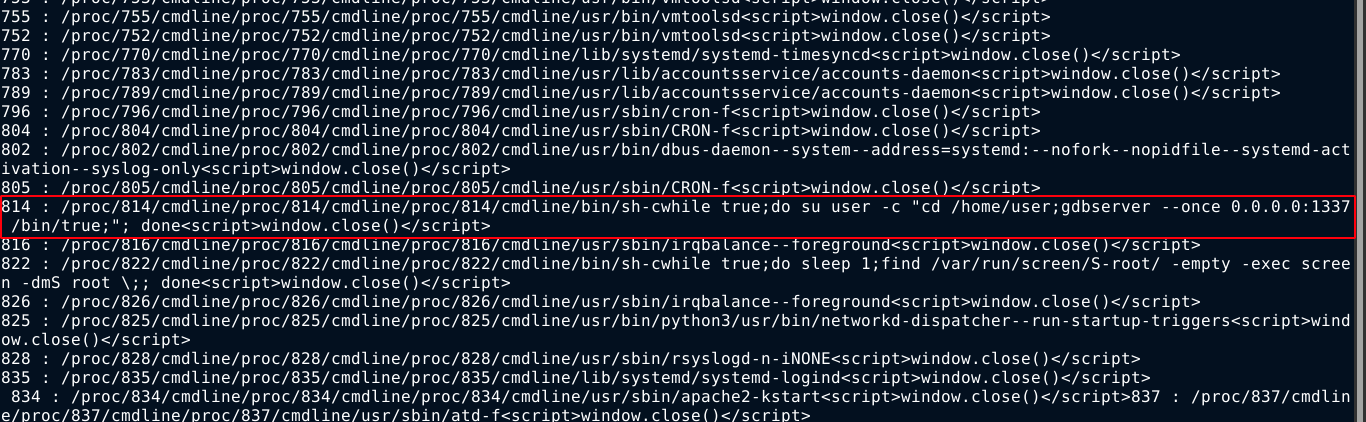 755 : /proc/755/cmdline/proc/755/cmdline/proc/755/cmdline/usr/bin/vmtoolsd<script>window.close()</script>
752 : /proc/752/cmdline/proc/752/cmdline/proc/752/cmdline/usr/bin/vmtoolsd<script>window.close()</script>
770 : /proc/770/cmdline/proc/770/cmdline/proc/770/cmdline/lib/systemd/systemd-timesyncd<script>window.close()</script>
783 : /proc/783/cmdline/proc/783/cmdline/proc/783/cmdline/usr/lib/accountsservice/accounts-daemon<script>window.close()</script>
789 : /proc/789/cmdline/proc/789/cmdline/proc/789/cmdline/usr/lib/accountsservice/accounts-daemon<script>window.close()</script>
796 : /proc/796/cmdline/proc/796/cmdline/proc/796/cmdline/usr/sbin/cron-f<script>window.close()</script>
804 : /proc/804/cmdline/proc/804/cmdline/proc/804/cmdline/usr/sbin/CRON-f<script>window.close()</script>
802 : /proc/802/cmdline/proc/802/cmdline/proc/802/cmdline/usr/bin/dbus-daemon--system--address=systemd:--nofork--nopidfile--systemd-act
ivation--syslog-only<script>window.close()</script>
805 : /proc/805/cmdline/proc/805/cmdline/proc/805/cmdline/usr/sbin/CRON-f<script>window.close()</script>
814 : /proc/814/cmdline/proc/814/cmdline/proc/814/cmdline/bin/sh-cwhile true;do su user -c "cd /home/user;gdbserver --once 0.0.0.0:1337
/bin/true;"; done<script>window.close()</script>
816 : /proc/816/cmdline/proc/816/cmdline/proc/816/cmdline/usr/sbin/irqbalance--foreground<script>window.close()</script>
822 : /proc/822/cmdline/proc/822/cmdline/proc/822/cmdline/bin/sh-cwhile true;do sleep 1;find /var/run/screen/S-root/ -empty -exec scree
n -dmS root \;; done<script>window.close()</script>
826 : /proc/826/cmdline/proc/826/cmdline/proc/826/cmdline/usr/sbin/irqbalance--foreground<script>window.close()</script>
825 : /proc/825/cmdline/proc/825/cmdline/proc/825/cmdline/usr/bin/python3/usr/bin/networkd-dispatcher--run-startup-triggers<script>wind
ow.close()</script>
828 : /proc/828/cmdline/proc/828/cmdline/proc/828/cmdline/usr/sbin/rsyslogd-n-iNONE<script>window.close()</script>
835 : /proc/835/cmdline/proc/835/cmdline/proc/835/cmdline/lib/systemd/systemd-logind<script>window.close()</script>
834 : /proc/834/cmdline/proc/834/cmdline/proc/834/cmdline/usr/sbin/apache2-kstart<script>window.close()</script>837 : /proc/837/cmdlin
e/proc/837/cmdline/proc/837/cmdline/usr/sbin/atd-f<script>window.close()</script>